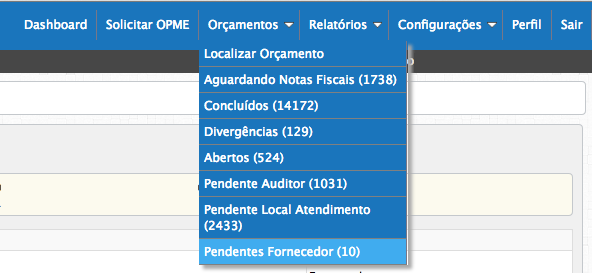 Dashboard Solicitar OPME Orçamentos Relatórios Configurações Perfil Sair
Localizar Orçamento
Aguardando Notas Fiscais (1738)
Concluídos (14172)
Divergências (129)
Abertos (524)
Pendente Auditor (1031)
Pendente Local Atendimento
(2433)
Pendentes Fornecedor (10)